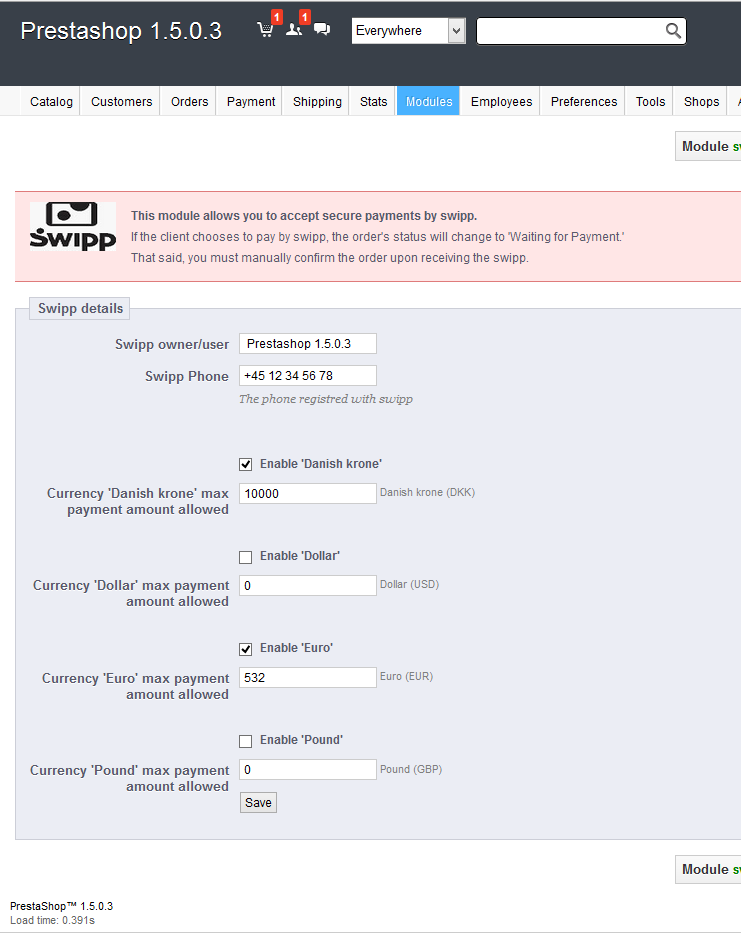 Prestashop 1.5.0.3
1
1
Everywhere
Catalog Customers Orders Payment Shipping Stats Modules Employees Preferences Tools Shops
Module
swipp
This module allows you to accept secure payments by swipp.
If the client chooses to pay by swipp, the order's status will change to 'Waiting for Payment.'
That said, you must manually confirm the order upon receiving the swipp.
Swipp details
Swipp owner/user Prestashop 1.5.0.3
Swipp Phone +45 12 34 56 78
The phone registred with swipp
Enable 'Danish krone'
Currency 'Danish krone' max 10000 Danish krone (DKK)
payment amount allowed
Enable 'Dollar'
Currency 'Dollar' max payment 0 Dollar (USD)
amount allowed
Enable 'Euro'
Currency 'Euro' max payment 532 Euro (EUR)
amount allowed
Enable 'Pound'
Currency 'Pound' max payment 0 Pound (GBP)
amount allowed
Save
Module
PrestaShop™ 1.5.0.3
Load time: 0.391s